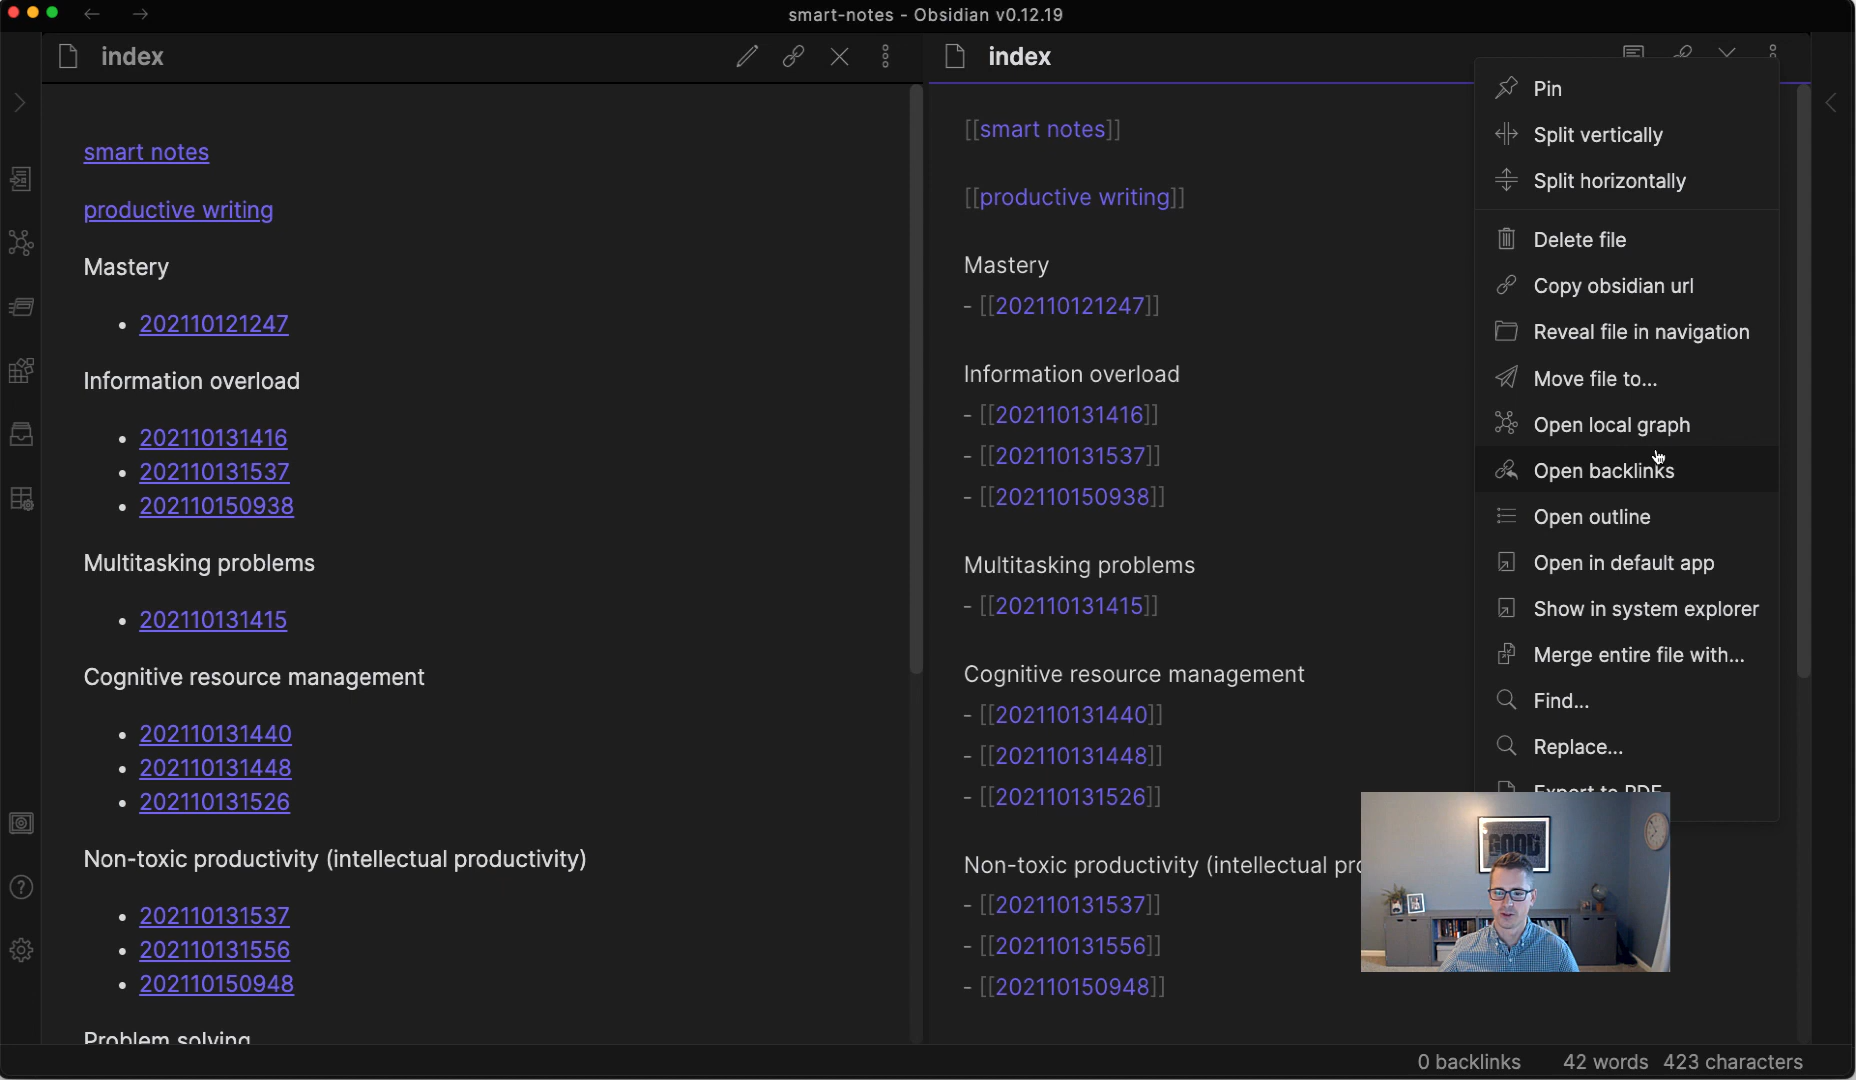 smart-notes - Obsidian v0.12.19
index
smart notes
productive writing
Mastery
202110121247
Information overload
202110131416
202110131537
202110150938
Multitasking problems
202110131415
Cognitive resource management
202110131440
202110131448
202110131526
Non-toxic productivity (intellectual productivity)
202110131537
202110131556
202110150948
Problem solving
index
[[smart notes]]
[[productive writing]]
Mastery
- [[202110121247]]
Information overload
- [[202110131416]]
- [[202110131537]]
- [[202110150938]]
Multitasking problems
- [[202110131415]]
Cognitive resource management
- [[202110131440]]
- [[202110131448]]
- [[202110131526]]
Non-toxic productivity (intellectual pro
- [[202110131537]]
- [[202110131556]]
- [[202110150948]]
Pin
Split vertically
Split horizontally
Delete file
Copy obsidian url
Reveal file in navigation
Move file to...
Open local graph
Open backlinks
Open outline
Open in default app
Show in system explorer
Merge entire file with...
Find...
Replace...
Export to PDF
GOOD
0 backlinks 42 words 423 characters